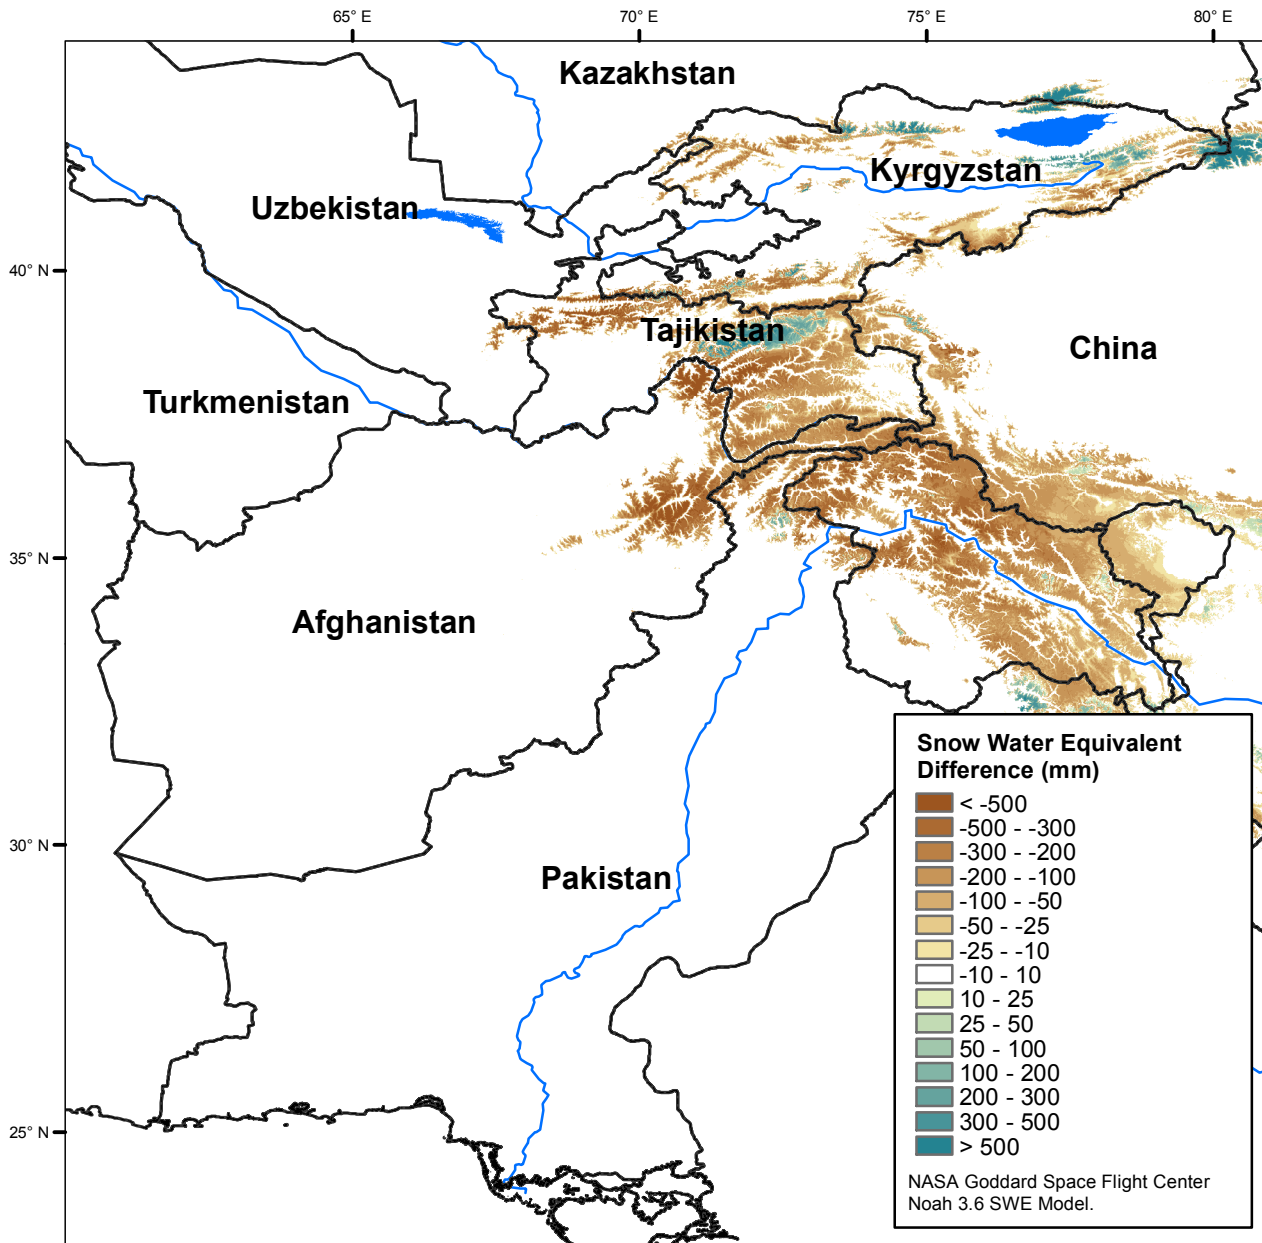 65° E
70° E
75° E
80° E
Kazakhstan
Kyrgyzstan
Uzbekistan
40° N
Tajikistan
China
Turkmenistan
35° N
Afghanistan
30° N
Pakistan
25° N
Snow Water Equivalent
Difference (mm)
< -500
-500 - -300
-300 - -200
-200 - -100
-100 - -50
-50 - -25
-25 - -10
-10 - 10
10 - 25
25 - 50
50 - 100
100 - 200
200 - 300
300 - 500
> 500
NASA Goddard Space Flight Center
Noah 3.6 SWE Model.